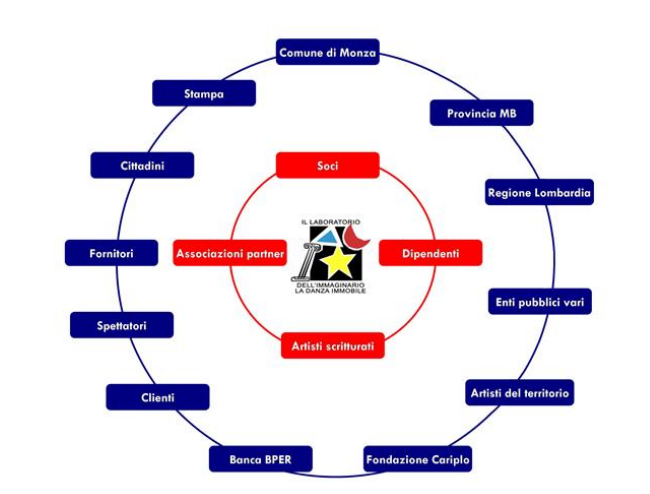 Comune di Monza
Stampa
Provincia MB
Cittadini
Soci
Regione Lombardia
IL LABORATORIO
Fornitori
Associazioni partner
Dipendenti
DELL'IMMAGINARIO
LA DANZA IMMOBILE
Enti pubblici vari
Spettatori
Artisti scritturati
Clienti
Artisti del territorio
Banca BPER
Fondazione Cariplo